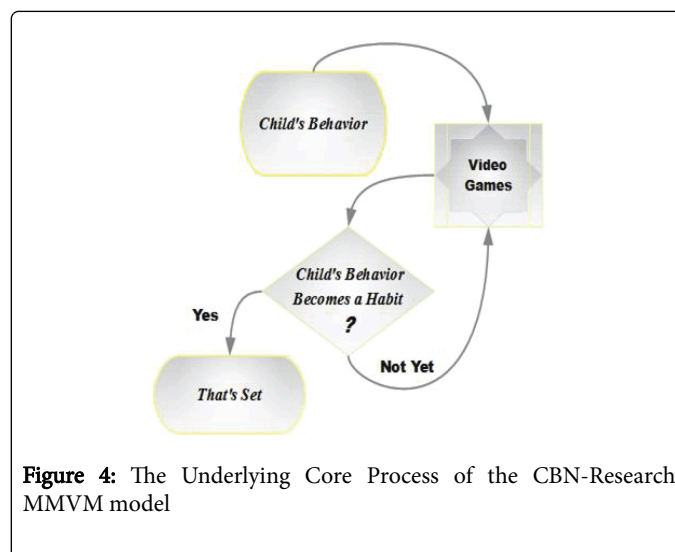 Child's Behavior
Video
Games
Child's Behavior
Becomes a Habit
?
Yes
Not Yet
That's Set
Figure 4: The Underlying Core Process of the CBN-Research
MMVM model